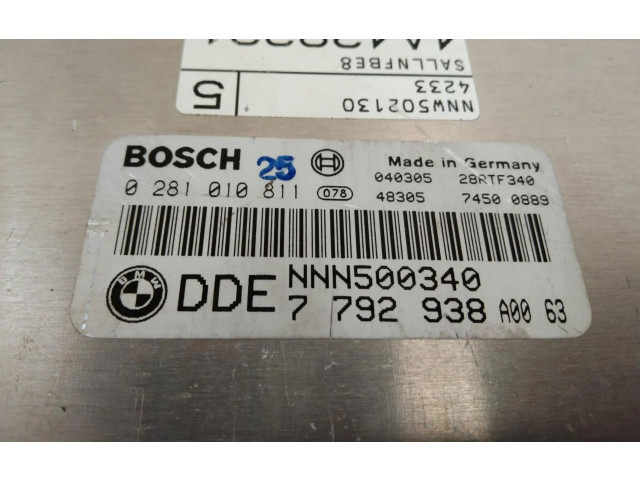 NNW502130
4233
SALLNFBE8
5
BOSCH 25
Made in Germany
0 281 010 811 078
040305 28RTF340
48305 7450 0889
BMW
DDE NNN500340
7 792 938 A00 63